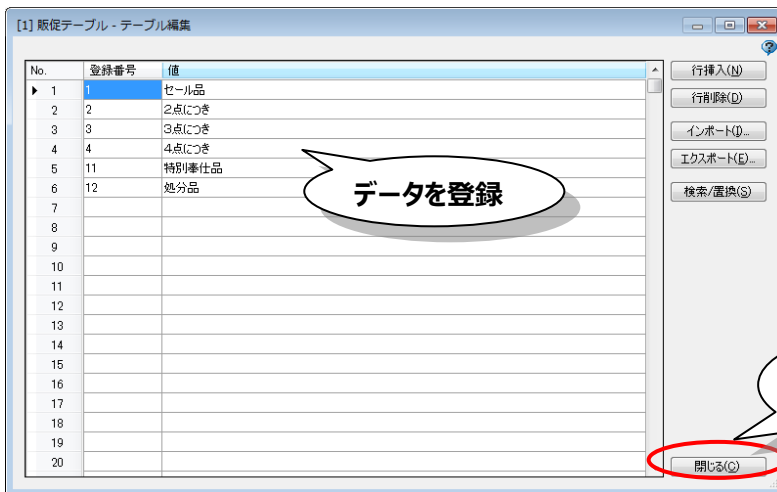 [1] 販促テーブル - テーブル編集
No. 登録番号 値
1 1 セール品
2 2 2点につき
3 3 3点につき
4 4 4点につき
5 11 特別奉仕品
6 12 処分品
7
8
9
10
11
12
13
14
15
16
17
18
19
20
データを登録
行挿入(N)
行削除(D)
インポート(I)...
エクスポート(E)...
検索/置換(S)
閉じる(C)